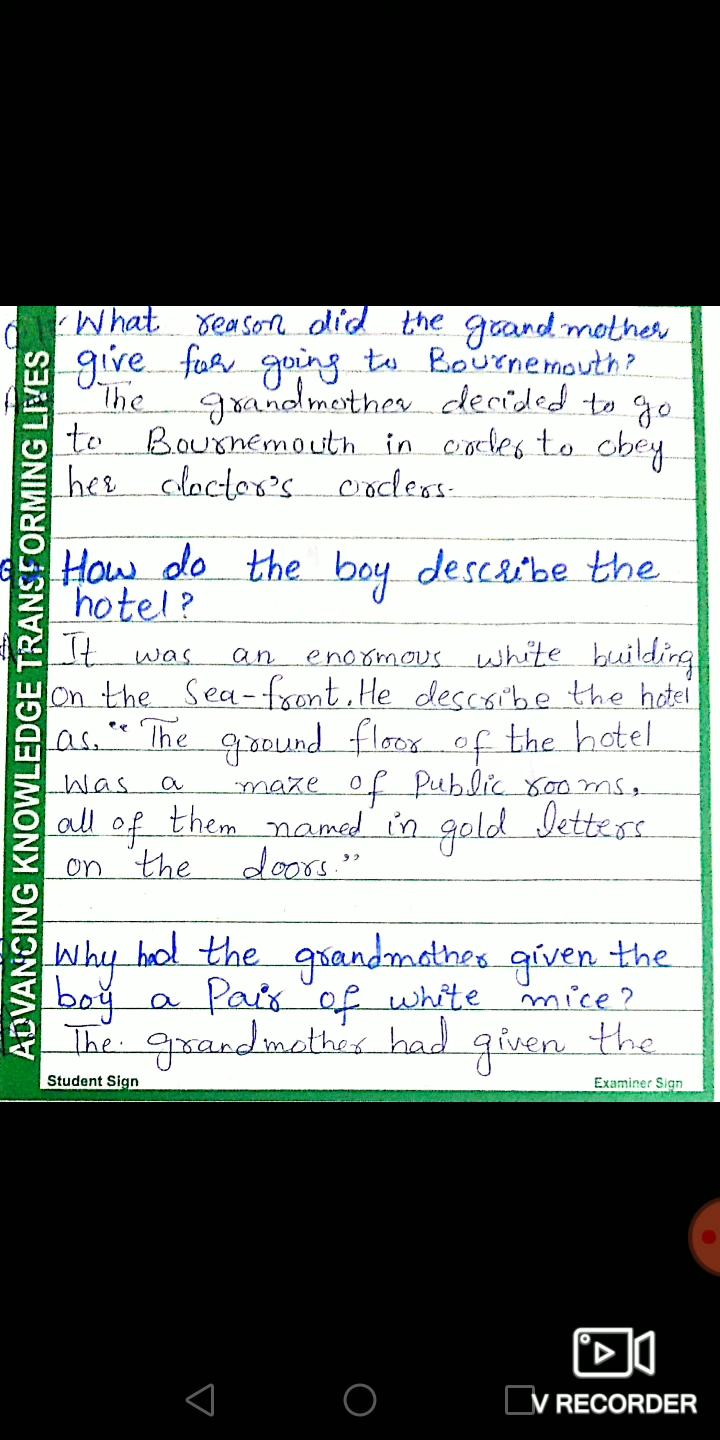 What reason did the grandmother
give for going to Bournemouth?
The grandmother decided to go
to Bournemouth in order to obey
her doctor's orders.
How do the boy describe the
hotel?
It was an enormous white building
on the Sea-front. He describe the hotel
as, "The ground floor of the hotel
was a maze of Public rooms,
all of them named in gold letters
on the doors."
Why had the grandmother given the
boy a Pair of white mice?
The grandmother had given the
ADVANCING KNOWLEDGE TRANSFORMING LIVES
Student Sign
Examiner Sign
V RECORDER